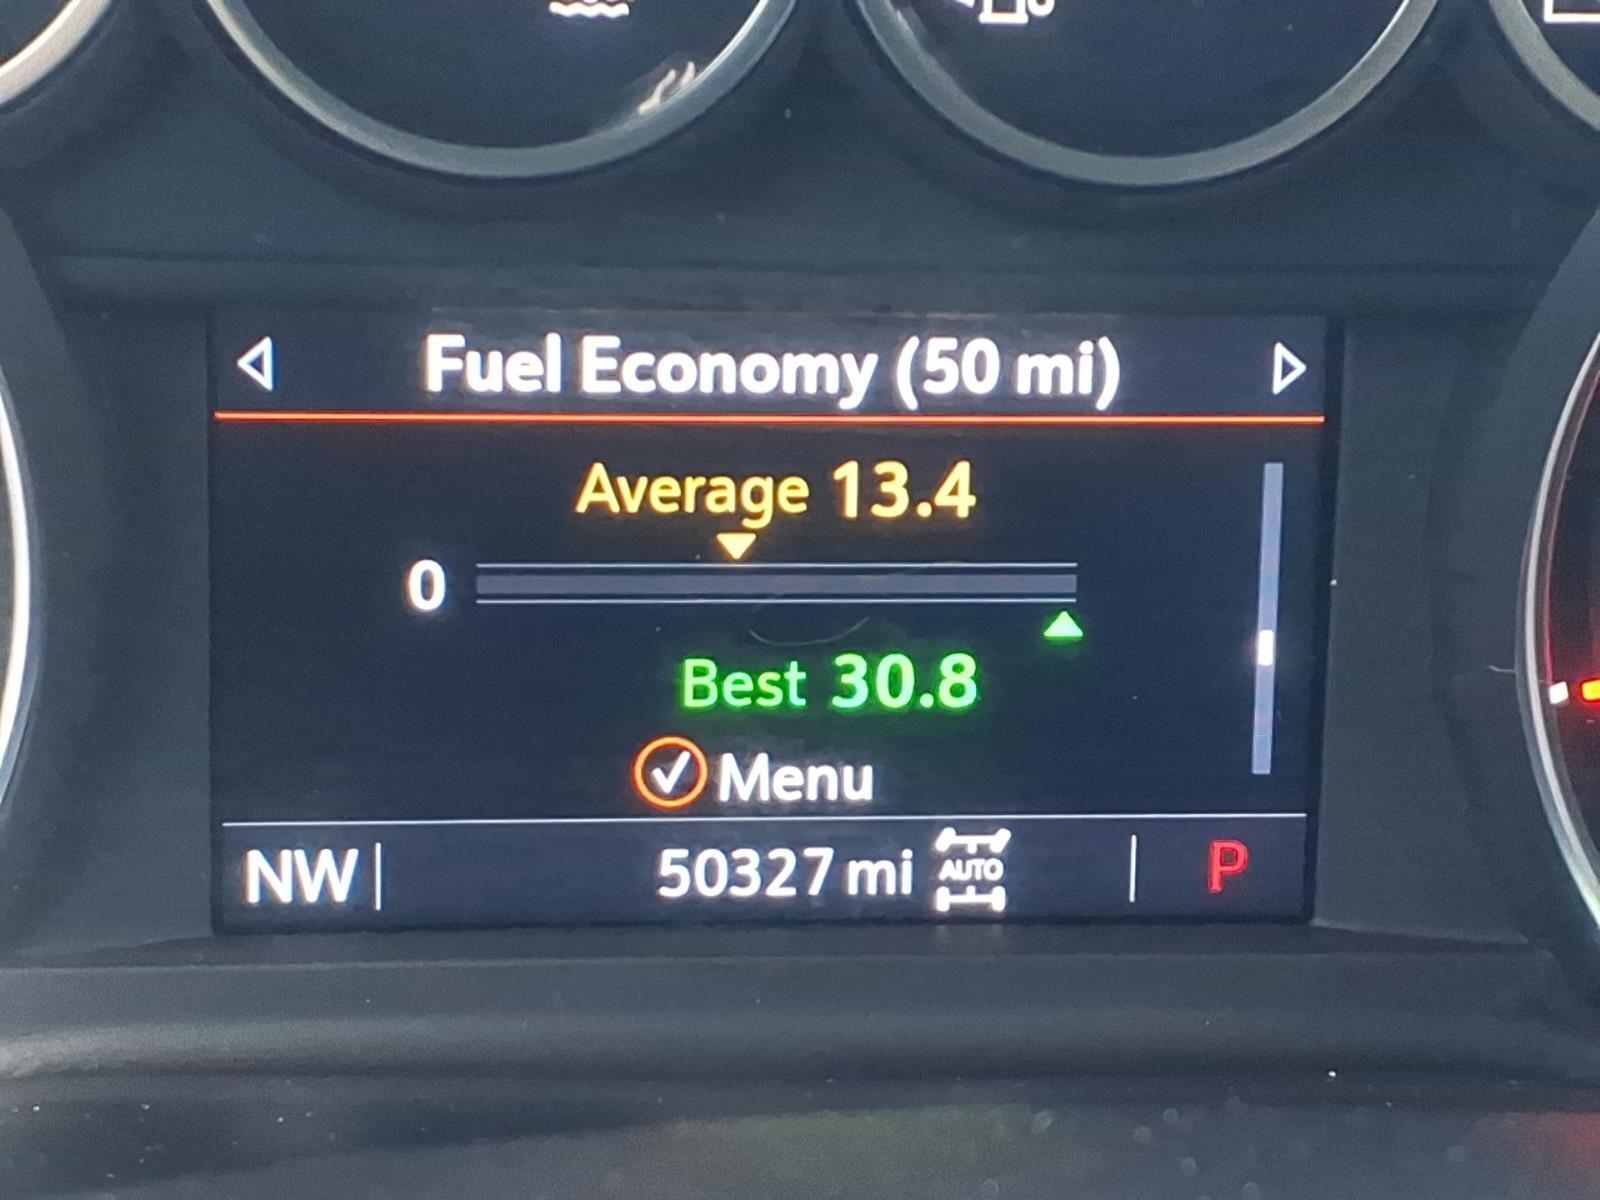 Fuel Economy (50 mi)
Average 13.4
0
Best 30.8
Menu
NW 50327 mi AUTO P